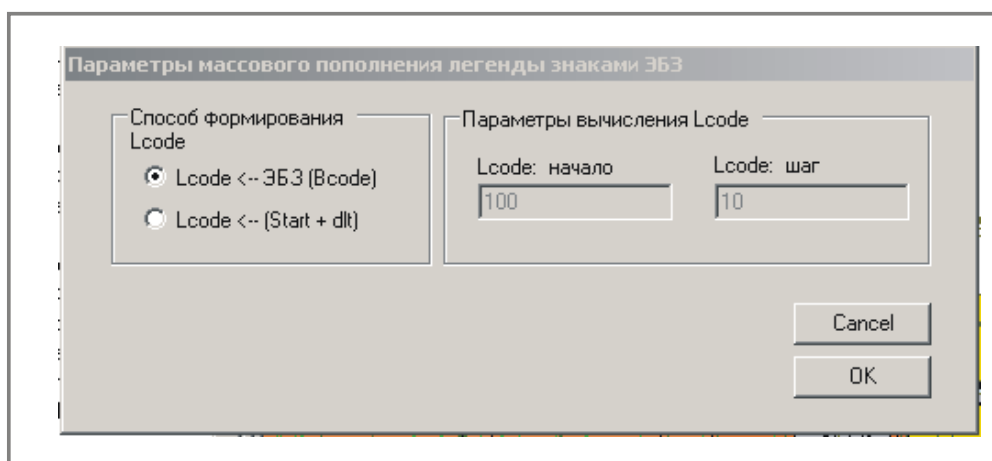 Параметры массового пополнения легенды знаками ЭБЗ
Способ формирования
Lcode
Lcode <-- ЭБЗ (Bcode)
Lcode <-- (Start + dlt)
Параметры вычисления Lcode
Lcode: начало
Lcode: шаг
100
10
Cancel
OK